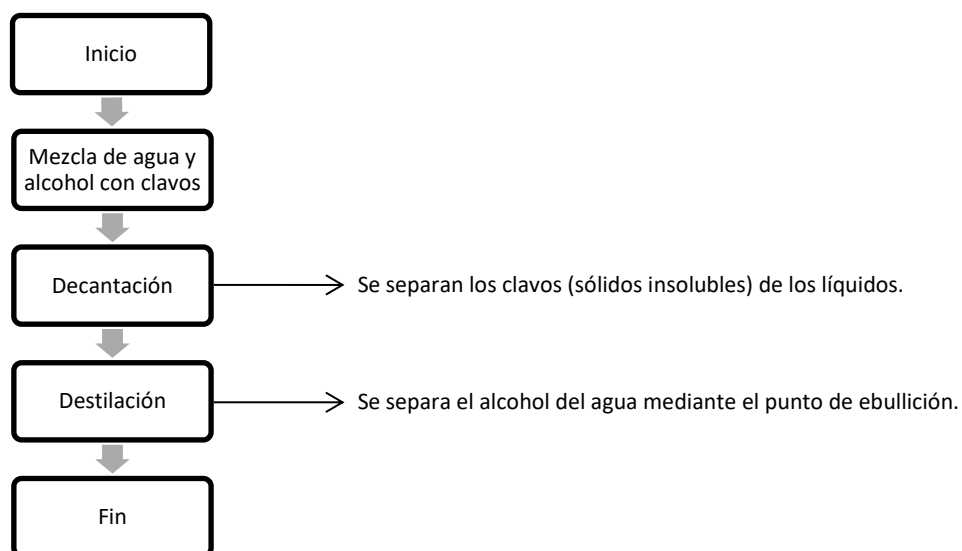 Inicio
Mezcla de agua y
alcohol con clavos
Decantación
Se separan los clavos (sólidos insolubles) de los líquidos.
Destilación
Se separa el alcohol del agua mediante el punto de ebullición.
Fin